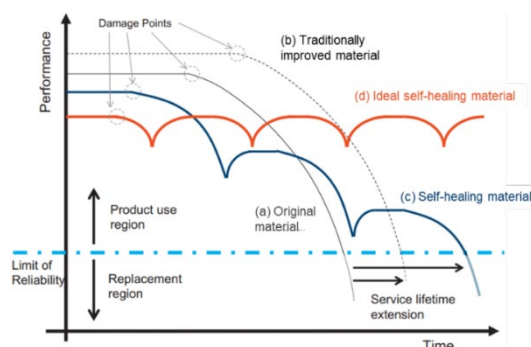 Damage Points
(b) Traditionally
improved material
Performance
(d) Ideal self-healing material
(c) Self-healing material
Product use
region
(a) Original
material..
Limit of
Reliability
Replacement
region
Service lifetime
extension
Time